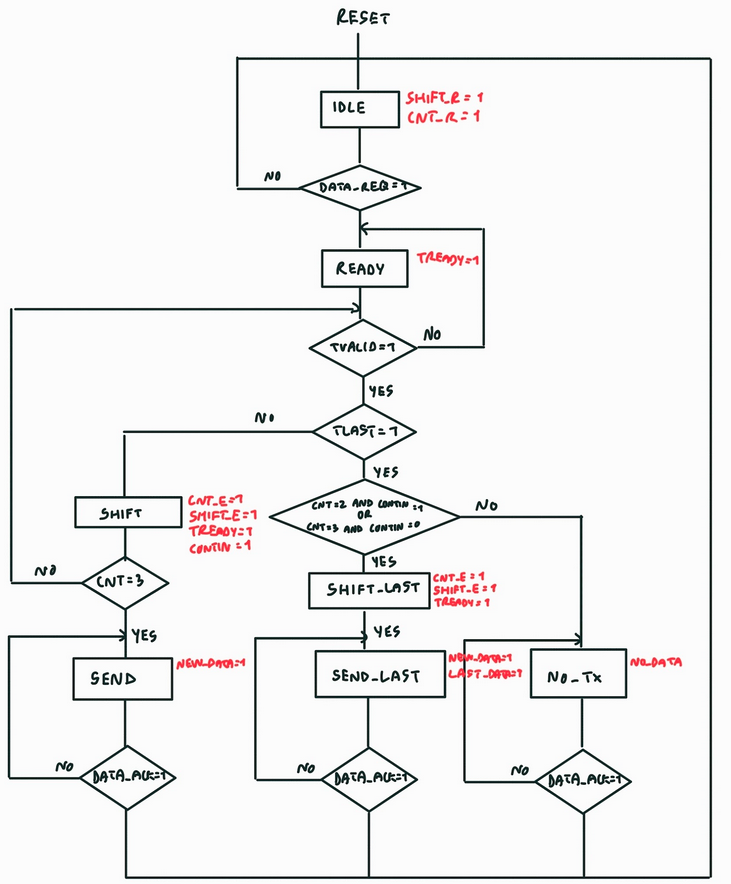 RESET
IDLE
SHIFT_R = 1
CNT_R = 1
NO
DATA_REQ=1
READY
TREADY=1
TVALID=1
NO
YES
NO
TLAST=1
YES
SHIFT
CNT_E=1
SHIFT_E=1
TREADY=1
CONTIN=1
CNT=2 AND CONTIN=1
OR
CNT=3 AND CONTIN=0
NO
YES
NO
CNT=3
SHIFT_LAST
CNT_E=1
SHIFT_E=1
TREADY=1
YES
YES
SEND
NEW_DATA=1
SEND_LAST
NEW_DATA=1
LAST_DATA=1
NO_TX
NO_DATA
NO
DATA_ACK=1
NO
DATA_ACK=1
NO
DATA_ACK=1